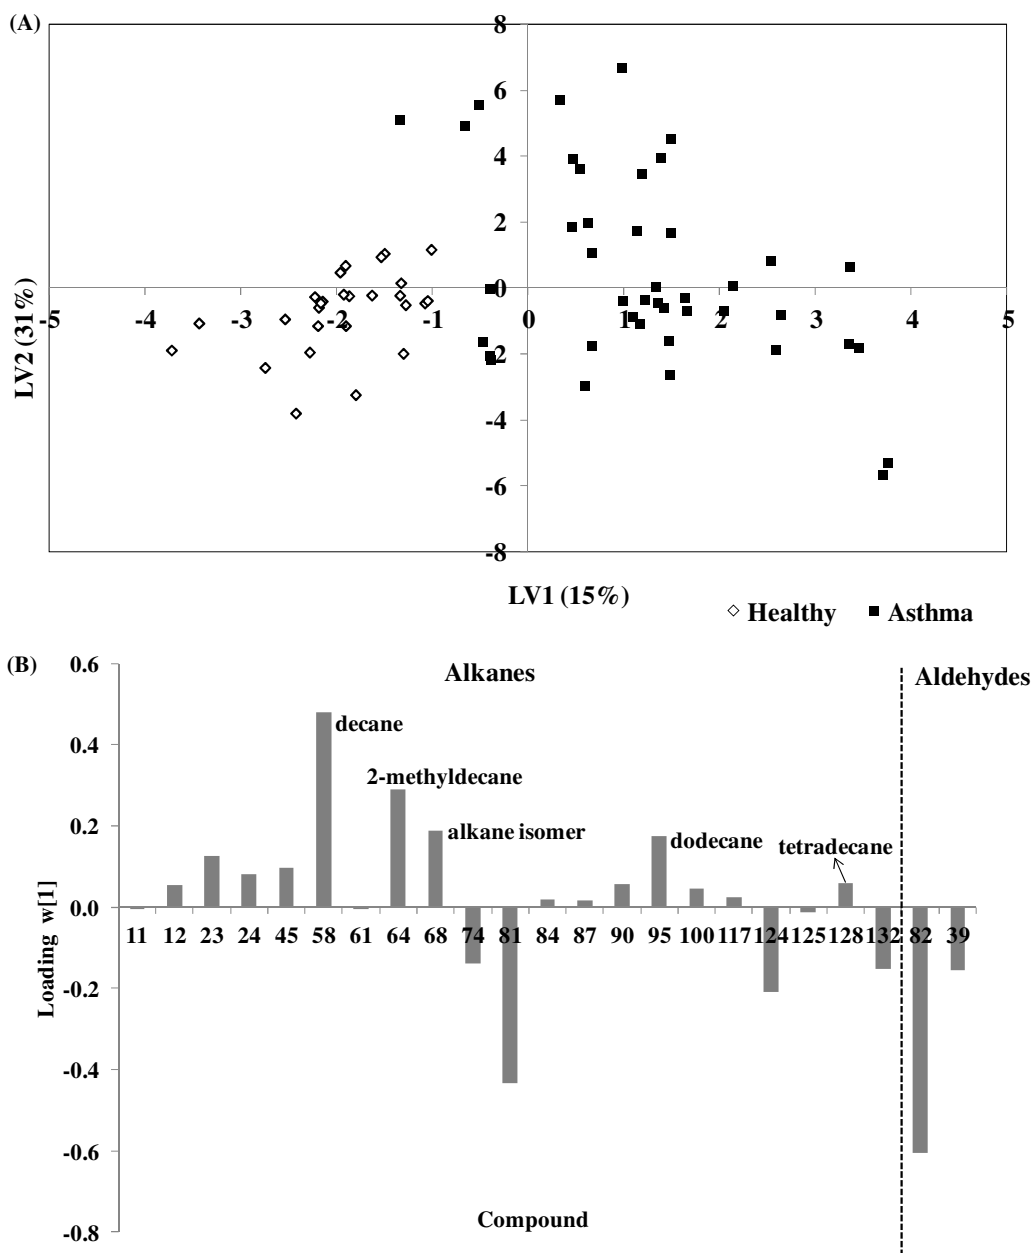 (A)
8
6
4
2
0
-5 -4 -3 -2 -1 0 1 2 3 4 5
-2
-4
-6
-8
LV2 (31%)
LV1 (15%)
Healthy Asthma
(B)
Alkanes Aldehydes
0.6
decane
0.4
2-methyldecane
0.2
alkane isomer
dodecane
tetradecane
0.0
11 12 23 24 45 58 61 64 68 74 81 84 87 90 95 100 117 124 125 128 132 82 39
-0.2
-0.4
-0.6
-0.8
Loading w[1]
Compound